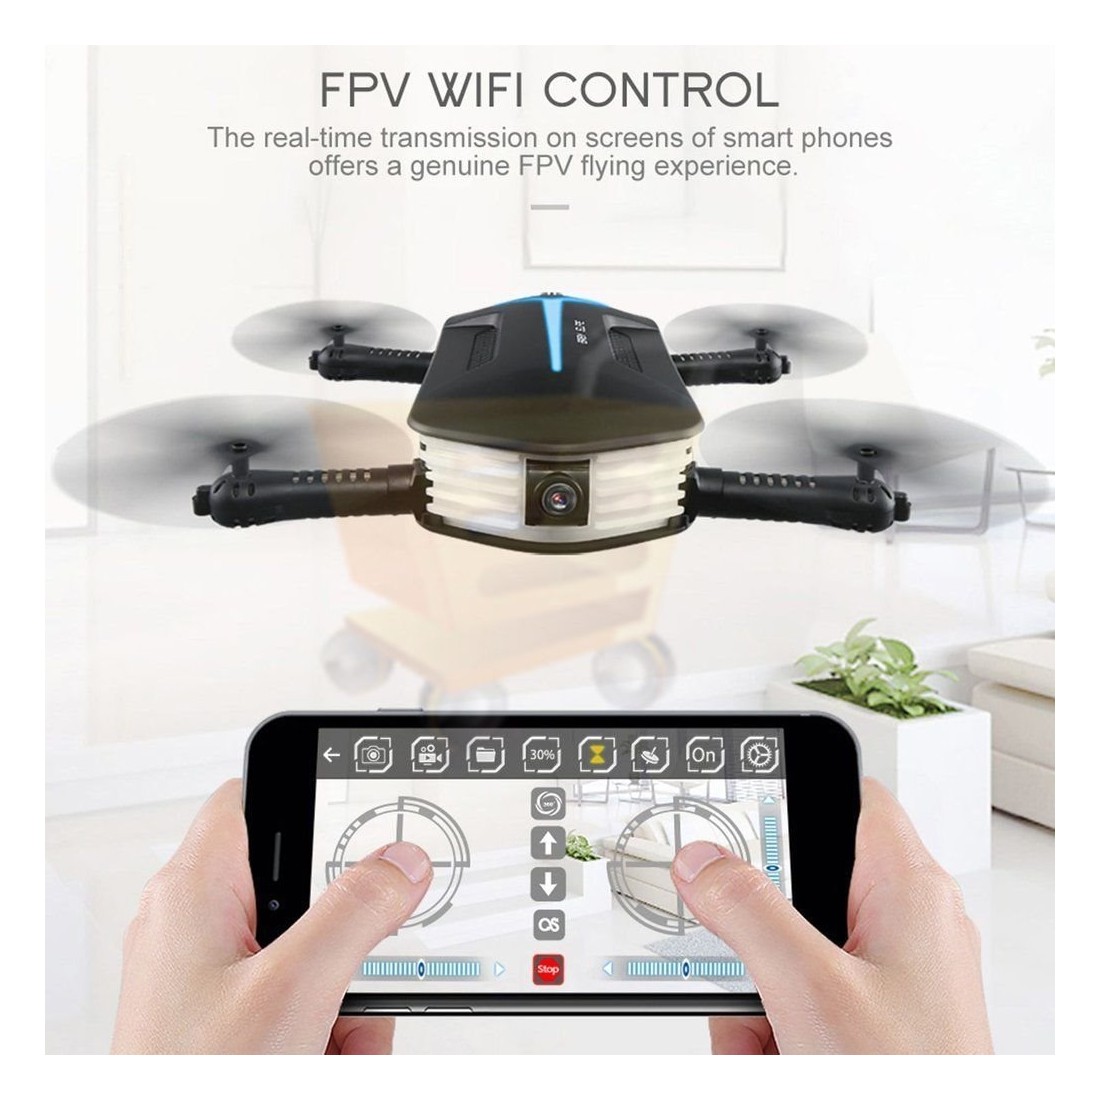 FPV WIFI CONTROL
The real-time transmission on screens of smart phones
offers a genuine FPV flying experience.
30%
On
360°
Stop